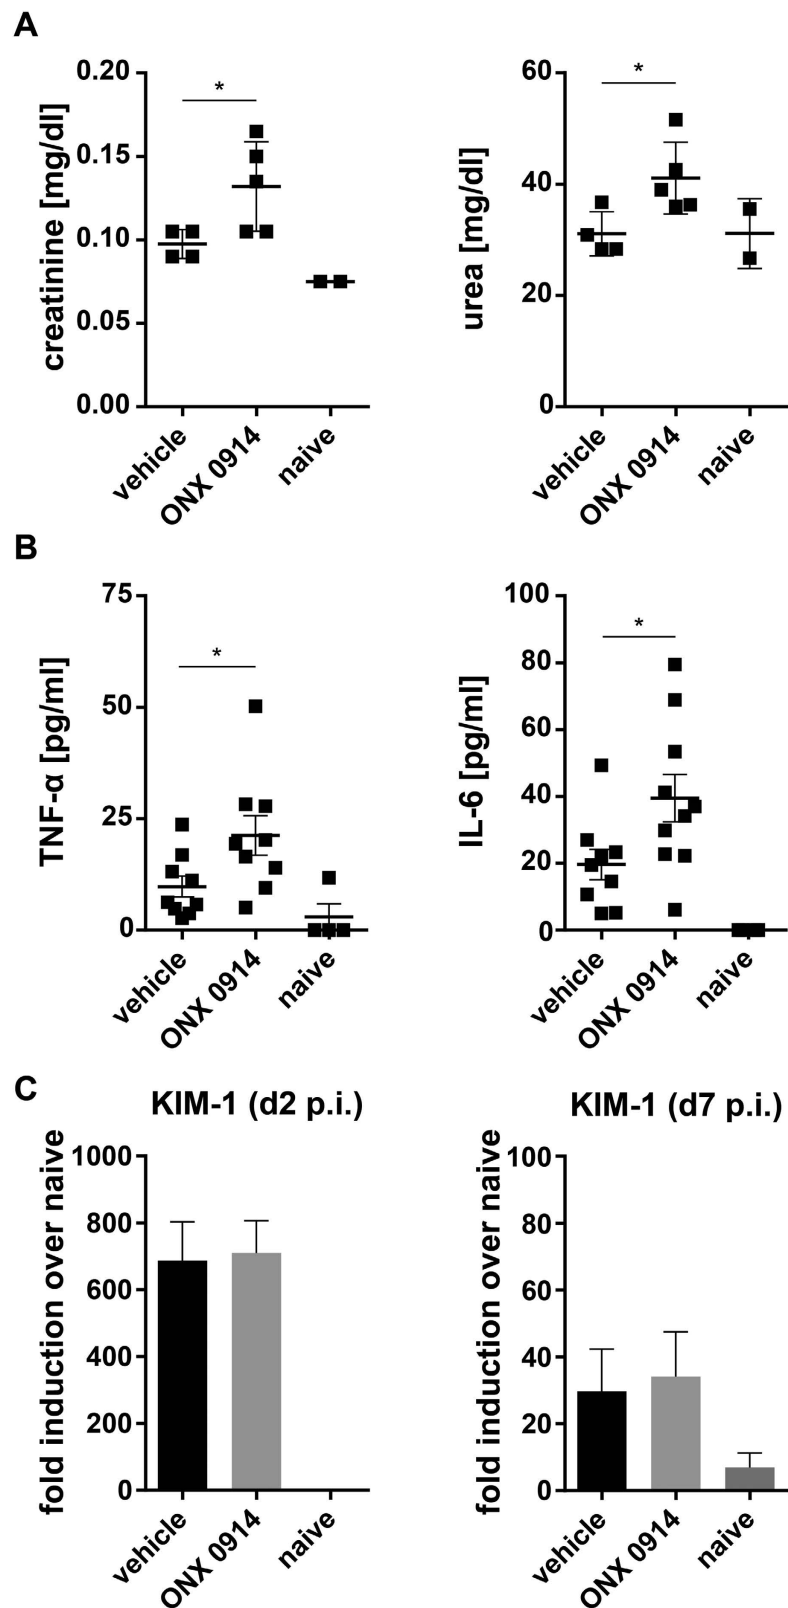 A
creatinine [mg/dl]
0.20
0.15
0.10
0.05
0.00
*
vehicle
ONX 0914
naive
urea [mg/dl]
60
40
20
0
*
vehicle
ONX 0914
naive
B
TNF-α [pg/ml]
75
50
25
0
*
vehicle
ONX 0914
naive
IL-6 [pg/ml]
100
80
60
40
20
0
*
vehicle
ONX 0914
naive
C
KIM-1 (d2 p.i.)
fold induction over naive
1000
800
600
400
200
0
vehicle
ONX 0914
naive
KIM-1 (d7 p.i.)
fold induction over naive
100
80
60
40
20
0
vehicle
ONX 0914
naive